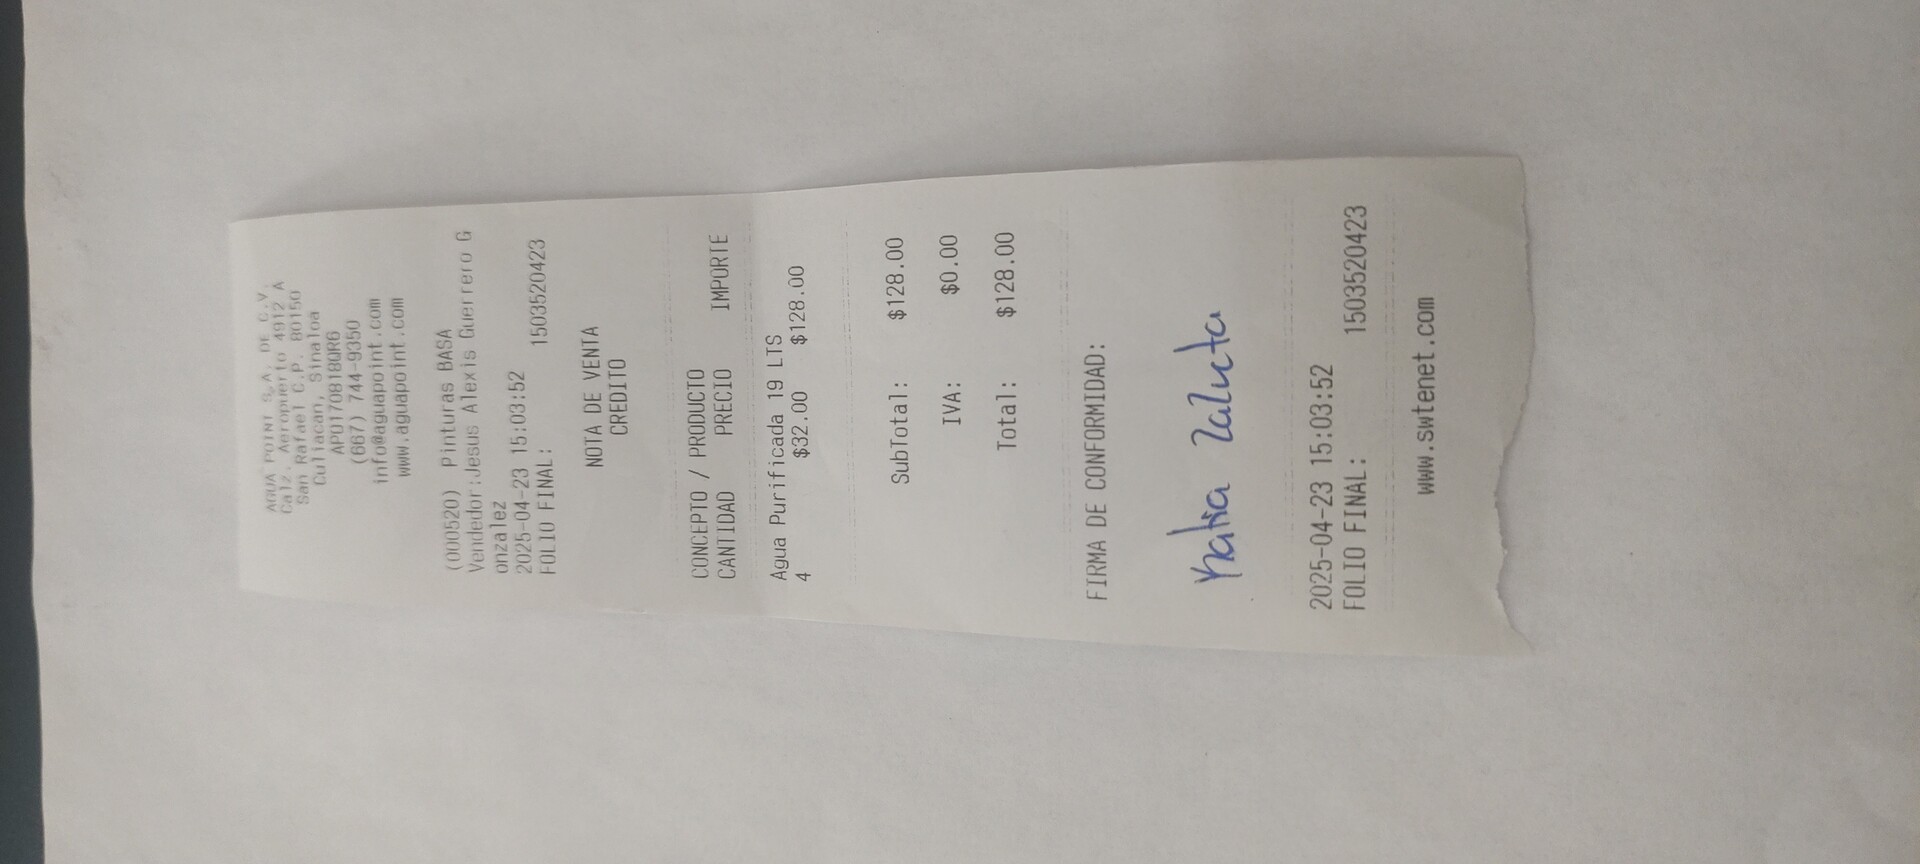 AGUA POINT S.A. DE C.V.
Calz. Aeropuerto 4912 A
San Rafael C.P. 80150
Culiacan, Sinaloa
APO170818QR6
(667) 744-9350
info@aguapoint.com
www.aguapoint.com
(000520) Pinturas BASA
Vendedor:Jesus Alexis Guerrero G
onzalez
2025-04-23 15:03:52
FOLIO FINAL: 1503520423
NOTA DE VENTA
CREDITO
CONCEPTO / PRODUCTO
CANTIDAD PRECIO IMPORTE
Agua Purificada 19 LTS
4 $32.00 $128.00
SubTotal: $128.00
IVA: $0.00
Total: $128.00
FIRMA DE CONFORMIDAD:
Katia Zazueta
2025-04-23 15:03:52
FOLIO FINAL: 1503520423
www.swtenet.com